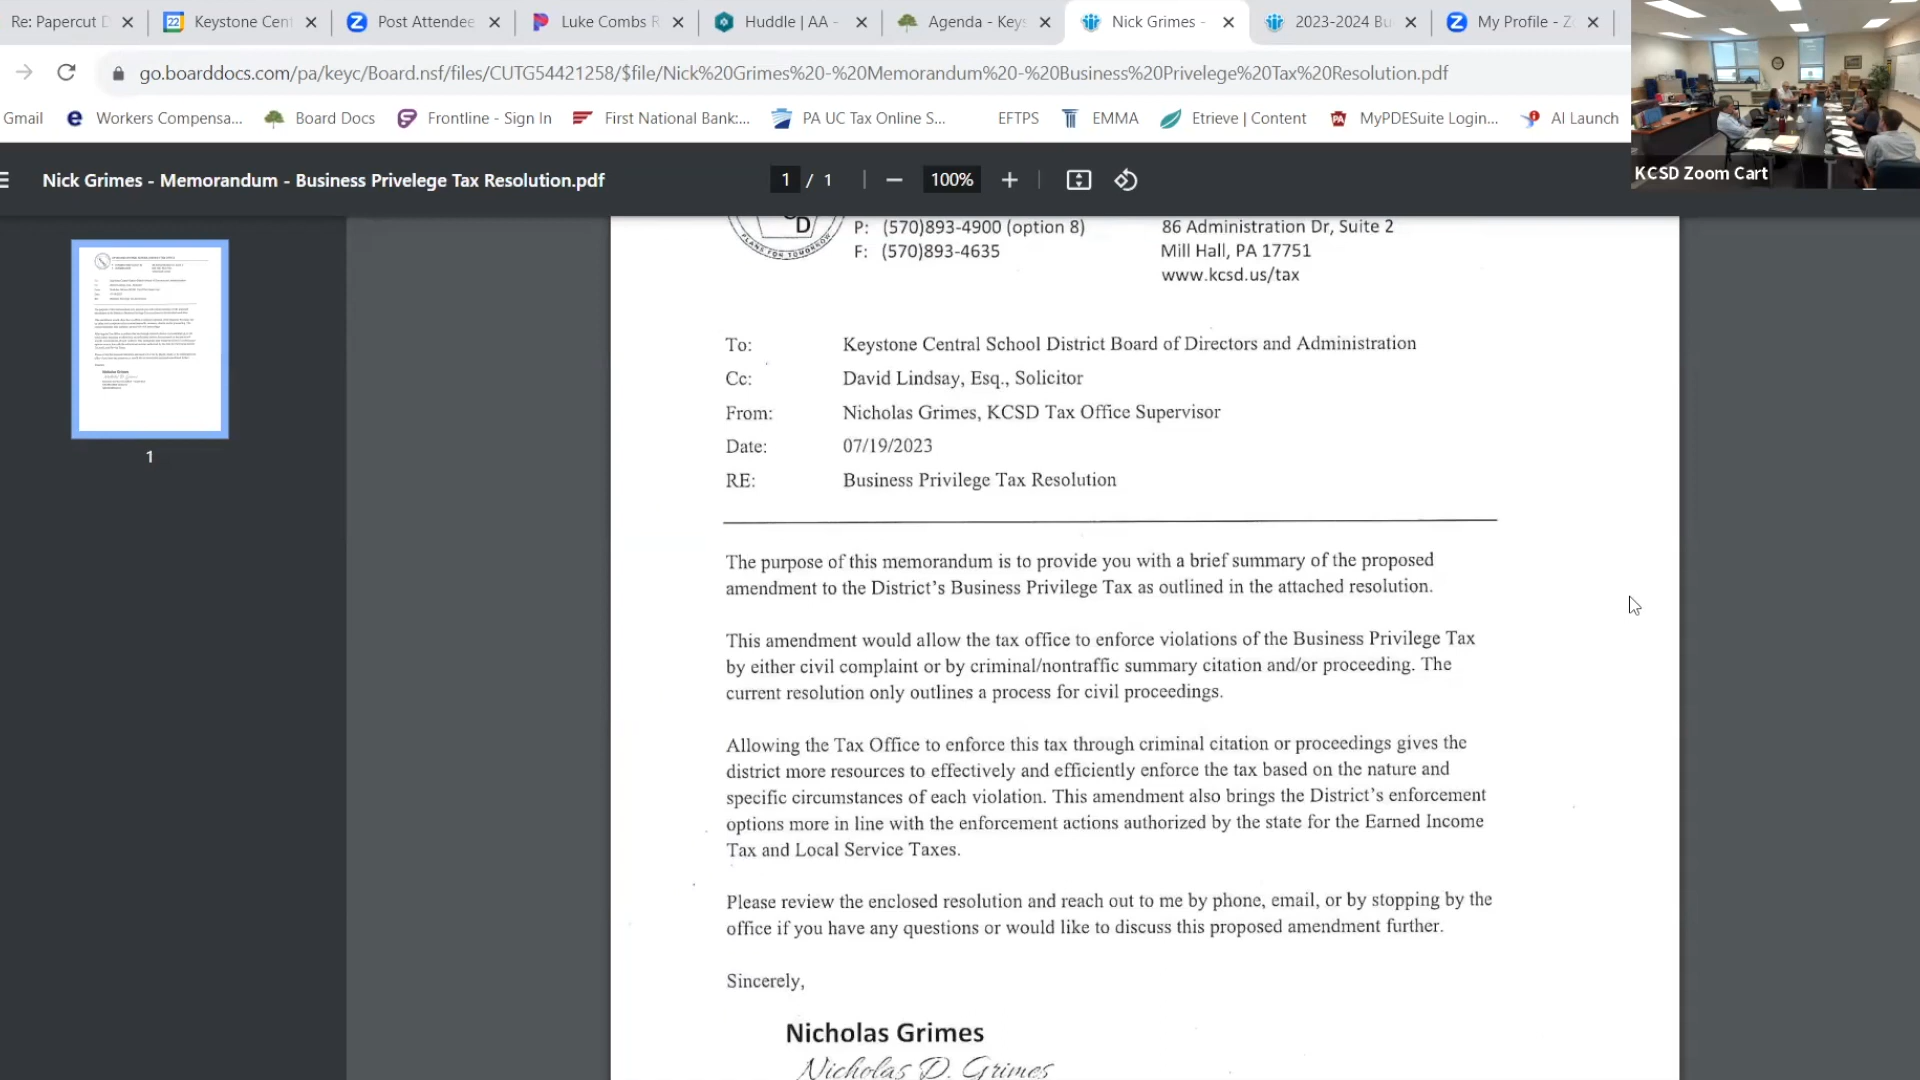 Re: Papercut D
Keystone Cent
Post Attendee
Luke Combs R
Huddle | AA -
Agenda - Keys
Nick Grimes -
2023-2024 Bu
My Profile - Z
go.boarddocs.com/pa/keyc/Board.nsf/files/CUTG54421258/$file/Nick%20Grimes%20-%20Memorandum%20-%20Business%20Privelege%20Tax%20Resolution.pdf
Gmail
Workers Compensa...
Board Docs
Frontline - Sign In
First National Bank:...
PA UC Tax Online S...
EFTPS
EMMA
Etrieve | Content
MyPDESuite Login...
AI Launch
KCSD Zoom Cart
Nick Grimes - Memorandum - Business Privelege Tax Resolution.pdf
1 / 1
100%
1
D
PLANS FOR TOMORROW
P: (570)893-4900 (option 8)
F: (570)893-4635
86 Administration Dr, Suite 2
Mill Hall, PA 17751
www.kcsd.us/tax
To: Keystone Central School District Board of Directors and Administration
Cc: David Lindsay, Esq., Solicitor
From: Nicholas Grimes, KCSD Tax Office Supervisor
Date: 07/19/2023
RE: Business Privilege Tax Resolution
The purpose of this memorandum is to provide you with a brief summary of the proposed
amendment to the District's Business Privilege Tax as outlined in the attached resolution.
This amendment would allow the tax office to enforce violations of the Business Privilege Tax
by either civil complaint or by criminal/nontraffic summary citation and/or proceeding. The
current resolution only outlines a process for civil proceedings.
Allowing the Tax Office to enforce this tax through criminal citation or proceedings gives the
district more resources to effectively and efficiently enforce the tax based on the nature and
specific circumstances of each violation. This amendment also brings the District's enforcement
options more in line with the enforcement actions authorized by the state for the Earned Income
Tax and Local Service Taxes.
Please review the enclosed resolution and reach out to me by phone, email, or by stopping by the
office if you have any questions or would like to discuss this proposed amendment further.
Sincerely,
Nicholas Grimes
Nicholas D. Grimes